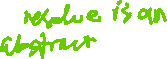 resolve is an
abstract